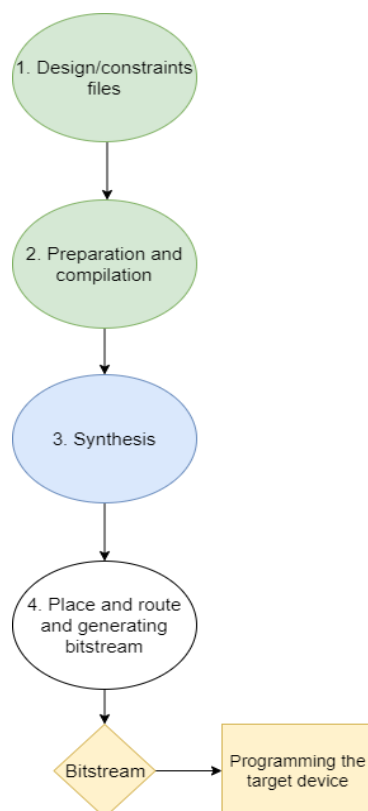 1. Design/constraints
files
2. Preparation and
compilation
3. Synthesis
4. Place and route
and generating
bitstream
Bitstream
Programming the
target device